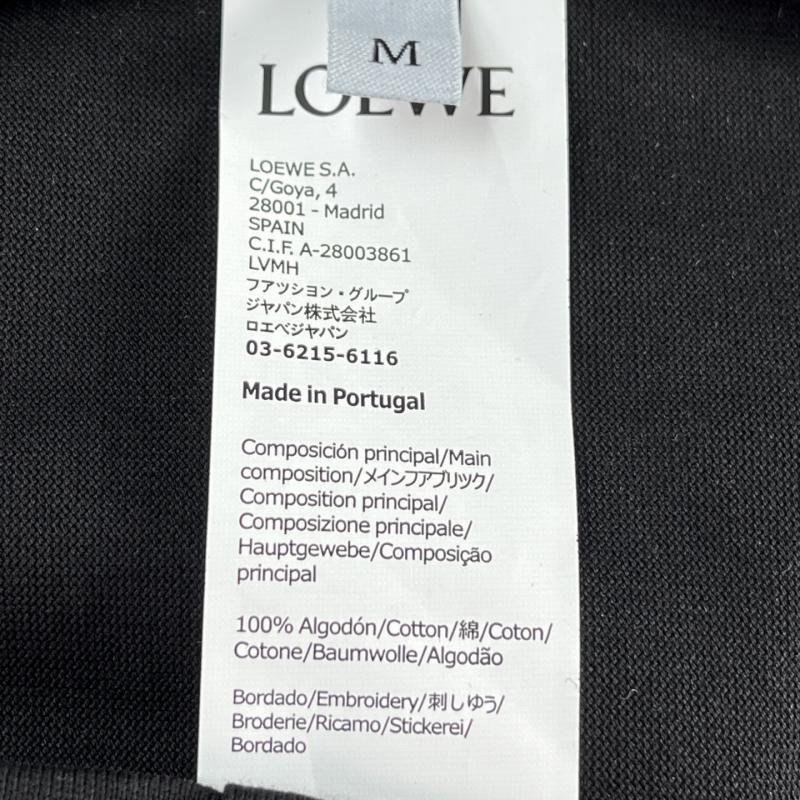 M
LOEWE
LOEWE S.A.
C/Goya, 4
28001 - Madrid
SPAIN
C.I.F. A-28003861
LVMH
ファッション・グループ
ジャパン株式会社
ロエベジャパン
03-6215-6116
Made in Portugal
Composición principal/Main
composition/メインファブリック/
Composition principal/
Composizione principale/
Hauptgewebe/Composição
principal
100% Algodón/Cotton/綿/Coton/
Cotone/Baumwolle/Algodão
Bordado/Embroidery/刺しゆう/
Broderie/Ricamo/Stickerei/
Bordado